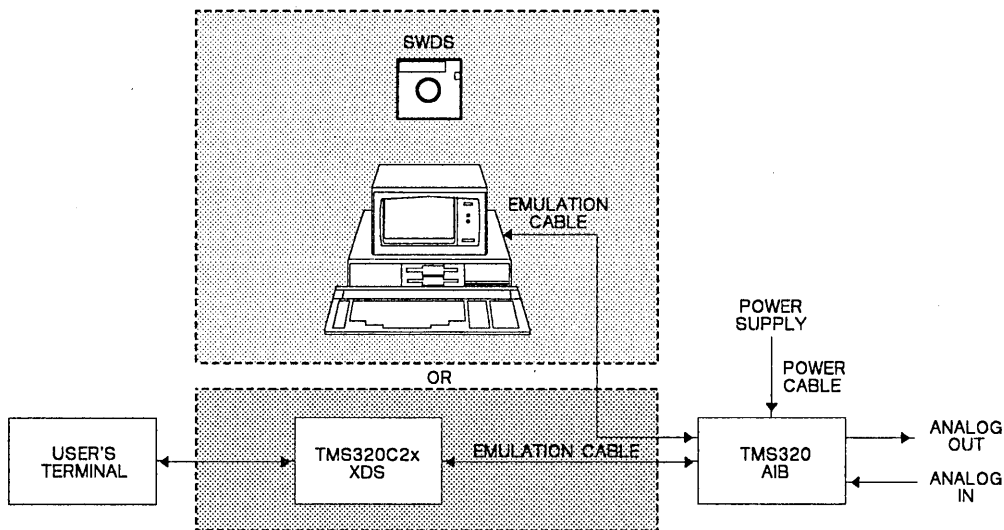 SWDS
EMULATION
CABLE
POWER
SUPPLY
OR
POWER
CABLE
USER'S
TERMINAL
TMS320C2x
XDS
EMULATION CABLE
TMS320
AIB
ANALOG
OUT
ANALOG
IN